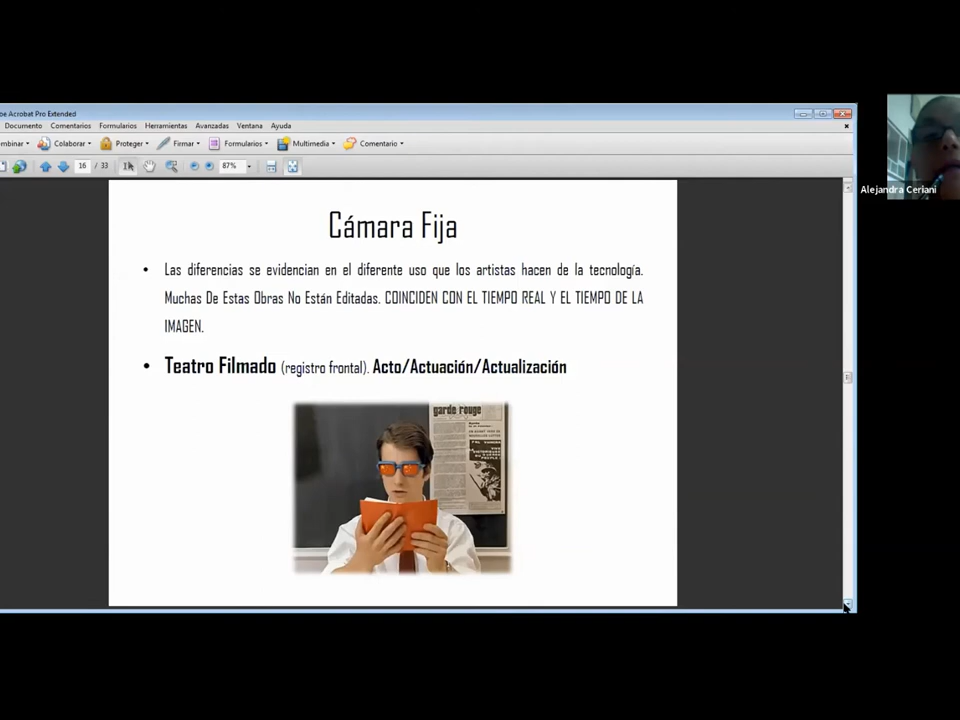 oe Acrobat Pro Extended
Documento Comentarios Formularios Herramientas Avanzadas Ventana Ayuda
mbinar Colaborar Proteger Firmar Formularios Multimedia Comentario
16 / 33 87%
Alejandra Ceriani
Cámara Fija
• Las diferencias se evidencian en el diferente uso que los artistas hacen de la tecnología.
Muchas De Estas Obras No Están Editadas. COINCIDEN CON EL TIEMPO REAL Y EL TIEMPO DE LA
IMAGEN.
• Teatro Filmado (registro frontal). Acto/Actuación/Actualización
garde rouge